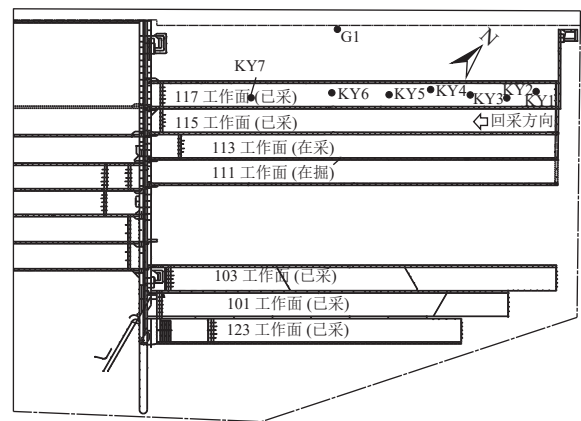 G1
N
KY7
KY6
KY5
KY4
KY3
KY2
KY1
117 工作面 (已采)
115 工作面 (已采)
回采方向
113 工作面 (在采)
111 工作面 (在掘)
103 工作面 (已采)
101 工作面 (已采)
123 工作面 (已采)